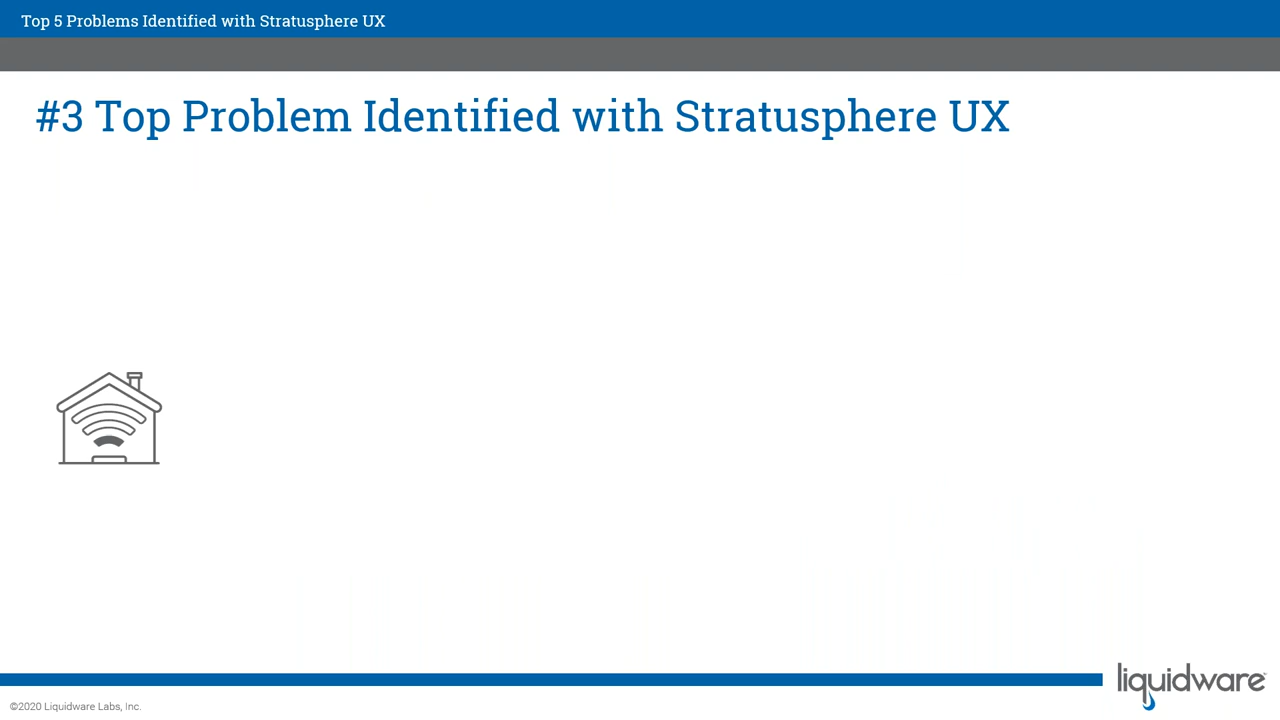 Top 5 Problems Identified with Stratusphere UX
#3 Top Problem Identified with Stratusphere UX
liquidware
©2020 Liquidware Labs, Inc.